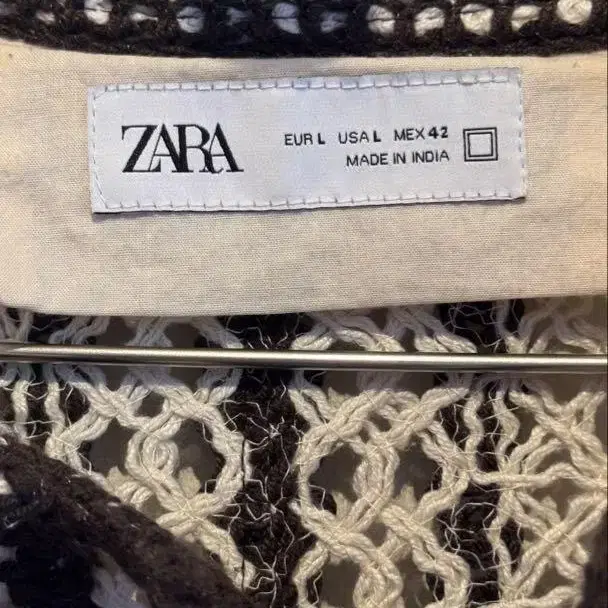 ZARA
EUR L USA L MEX 42
MADE IN INDIA